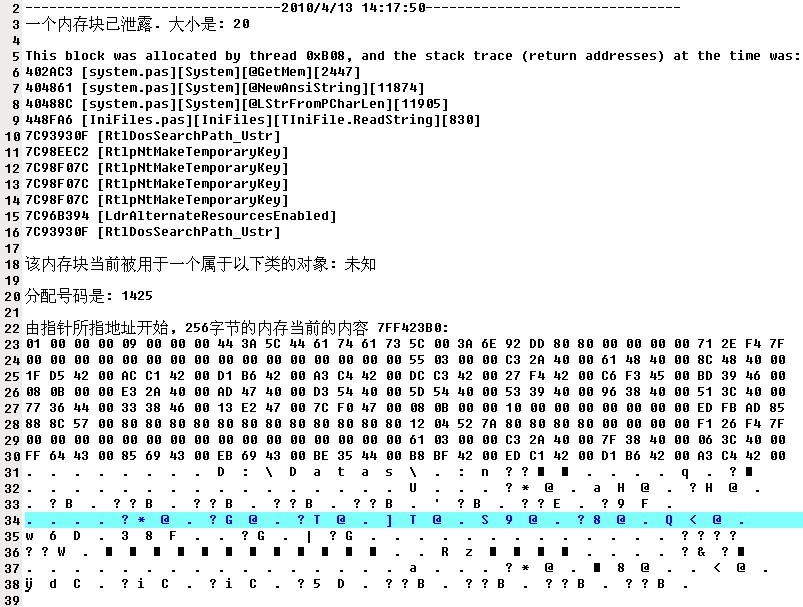 2 --------------------------------2010/4/13 14:17:50--------------------------------
3 一个内存块已泄露. 大小是: 20
4
5 This block was allocated by thread 0xB08, and the stack trace (return addresses) at the time was:
6 402AC3 [system.pas][System][@GetMem][2447]
7 404861 [system.pas][System][@NewAnsiString][11874]
8 40488C [system.pas][System][@LStrFromPCharLen][11905]
9 448FA6 [IniFiles.pas][IniFiles][TIniFile.ReadString][830]
10 7C93930F [RtlDosSearchPath_Ustr]
11 7C98EEC2 [RtlpNtMakeTemporaryKey]
12 7C98F07C [RtlpNtMakeTemporaryKey]
13 7C98F07C [RtlpNtMakeTemporaryKey]
14 7C98F07C [RtlpNtMakeTemporaryKey]
15 7C96B394 [LdrAlternateResourcesEnabled]
16 7C93930F [RtlDosSearchPath_Ustr]
17
18 该内存块当前被用于一个属于以下类的对象: 未知
19
20 分配号码是: 1425
21
22 由指针所指地址开始, 256字节的内存当前的内容 7FF423B0:
23 01 00 00 00 09 00 00 00 44 3A 5C 44 61 74 61 73 5C 00 3A 6E 92 DD 80 80 00 00 00 00 71 2E F4 7F
24 00 00 00 00 00 00 00 00 00 00 00 00 00 00 00 00 55 03 00 00 C3 2A 40 00 61 48 40 00 8C 48 40 00
25 1F D5 42 00 AC C1 42 00 D1 B6 42 00 A3 C4 42 00 DC C3 42 00 27 F4 42 00 C6 F3 45 00 BD 39 46 00
26 08 0B 00 00 E3 2A 40 00 AD 47 40 00 D3 54 40 00 5D 54 40 00 53 39 40 00 96 38 40 00 51 3C 40 00
27 77 36 44 00 33 38 46 00 13 E2 47 00 7C F0 47 00 08 0B 00 00 10 00 00 00 00 00 00 00 ED FB AD 85
28 88 8C 57 00 80 80 80 80 80 80 80 80 80 80 80 80 12 04 52 7A 80 80 80 80 00 00 00 00 F1 26 F4 7F
29 00 00 00 00 00 00 00 00 00 00 00 00 00 00 00 00 61 03 00 00 C3 2A 40 00 7F 38 40 00 06 3C 40 00
30 FF 64 43 00 85 69 43 00 EB 69 43 00 BE 35 44 00 B8 BF 42 00 ED C1 42 00 D1 B6 42 00 A3 C4 42 00
31 . . . . . . . . D : \ D a t a s \ . : n ? ? ■ ■ . . . . q . ? ■
32 . . . . . . . . . . . . . . . . U . . . ? * @ . a H @ . ? H @ .
33 . ? B . ? ? B . ? ? B . ? ? B . ? ? B . ' ? B . ? ? E . ? 9 F .
34 . . . . ? * @ . ? G @ . ? T @ . ] T @ . S 9 @ . ? 8 @ . Q < @ .
35 w 6 D . 3 8 F . . ? G . | ? G . . . . . . . . . . . . . ? ? ? ?
36 ? ? W . ■ ■ ■ ■ ■ ■ ■ ■ ■ ■ ■ ■ . . R z ■ ■ ■ ■ . . . . ? & ? ■
37 . . . . . . . . . . . . . . . . a . . . ? * @ . ■ 8 @ . . < @ .
38 ÿ d C . ? i C . ? i C . ? 5 D . ? ? B . ? ? B . ? ? B . ? ? B .
39